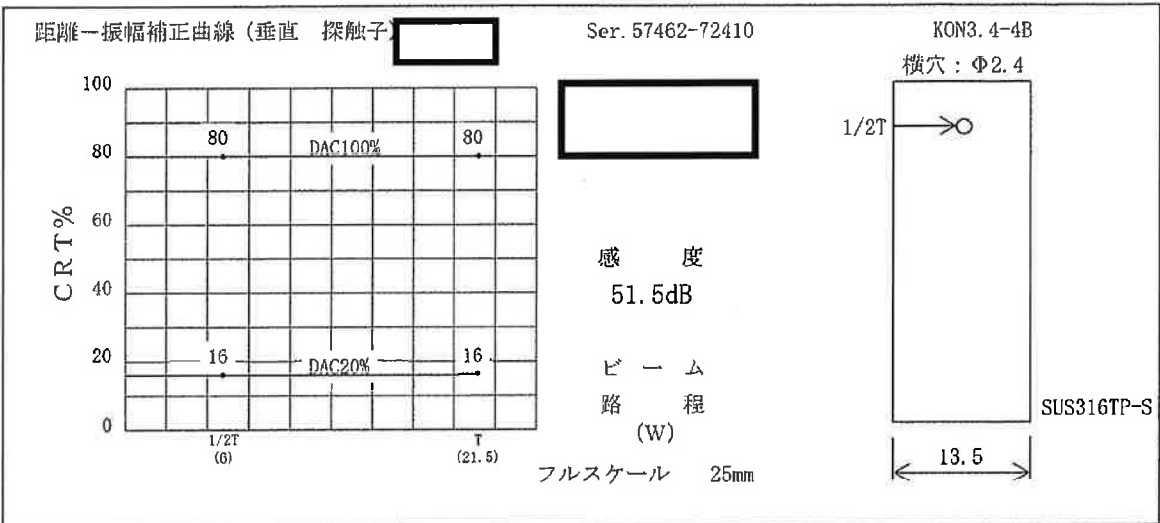 距離ー振幅補正曲線(垂直 探触子)
Ser. 57462-72410
KON3.4-4B
横穴:Φ2.4
1/2T
CRT%
100
80
60
40
20
0
80
DAC100%
80
16
DAC20%
16
1/2T
(6)
T
(21.5)
感 度
51.5dB
ビ ー ム
路 程
(W)
フルスケール 25mm
SUS316TP-S
13.5